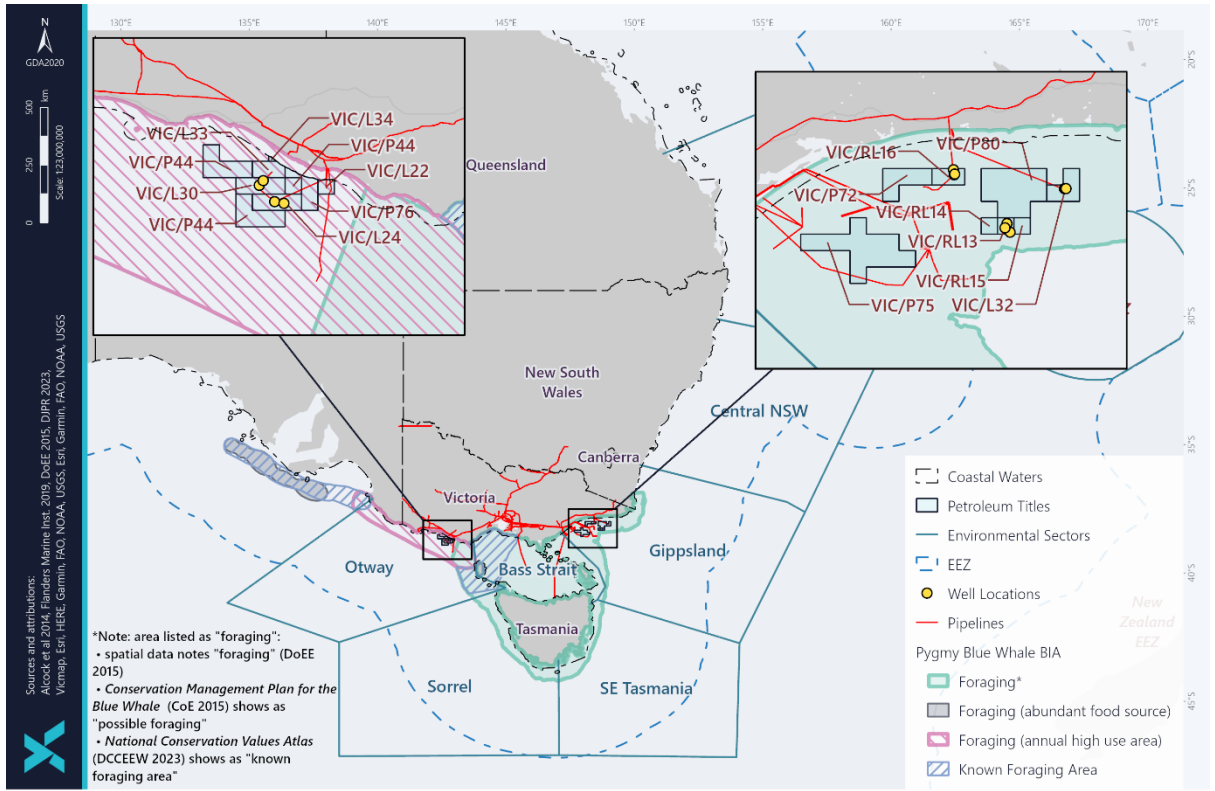 N
GDA2020
500
km
250
0
Scale: 1:23,000,000
Sources and attributions:
Alcock et al 2014, Flanders Marine Inst. 2019, DoEE 2015, DJPR 2023,
Vicmap, Esri, HERE, Garmin, FAO, NOAA, USGS, Esri, Garmin, FAO, NOAA, USGS
130°E
135°E
140°E
145°E
150°E
155°E
160°E
165°E
170°E
20°S
25°S
30°S
35°S
40°S
45°S
VIC/L33
VIC/L34
VIC/P44
VIC/P44
VIC/L30
VIC/L22
VIC/P44
VIC/P76
VIC/L24
Queensland
VIC/RL16
VIC/P80
VIC/P72
VIC/RL14
VIC/RL13
VIC/RL15
VIC/P75
VIC/L32
New South
Wales
Central NSW
Canberra
Victoria
Gippsland
Otway
Bass Strait
Tasmania
Sorrel
SE Tasmania
New
Zealand
EEZ
*Note: area listed as "foraging":
• spatial data notes "foraging" (DoEE
2015)
• Conservation Management Plan for the
Blue Whale (CoE 2015) shows as
"possible foraging"
• National Conservation Values Atlas
(DCCEEW 2023) shows as "known
foraging area"
Coastal Waters
Petroleum Titles
Environmental Sectors
EEZ
Well Locations
Pipelines
Pygmy Blue Whale BIA
Foraging*
Foraging (abundant food source)
Foraging (annual high use area)
Known Foraging Area